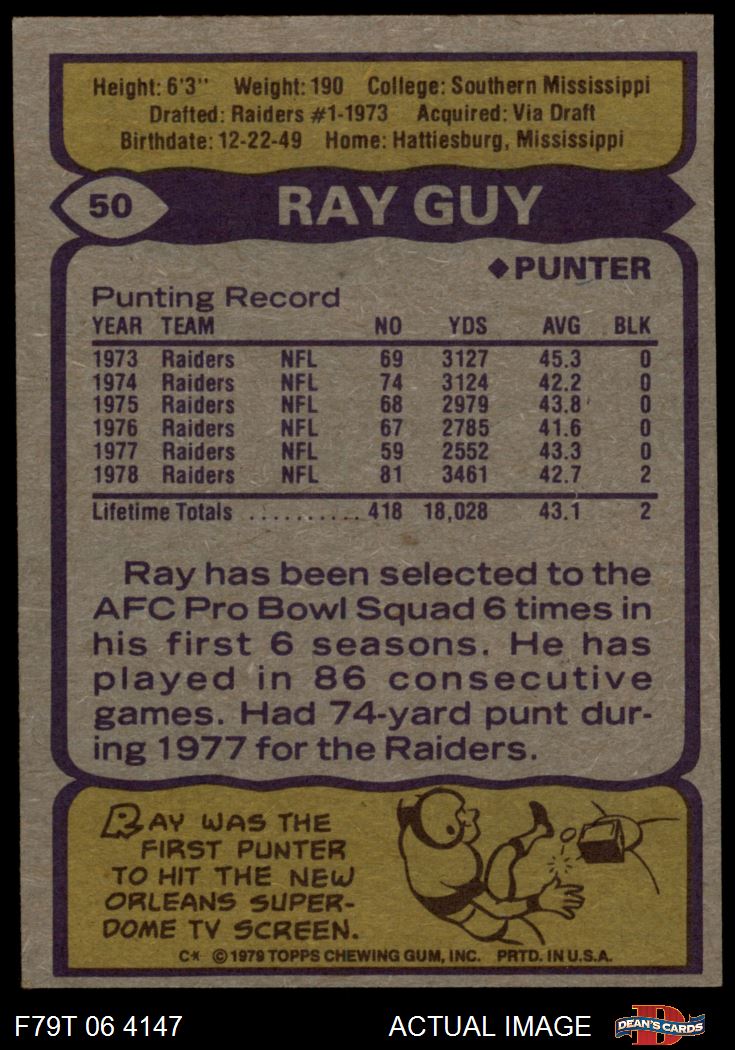 Height: 6'3" Weight: 190 College: Southern Mississippi
Drafted: Raiders #1-1973 Acquired: Via Draft
Birthdate: 12-22-49 Home: Hattiesburg, Mississippi
50 RAY GUY
◆PUNTER
Punting Record
YEAR TEAM NO YDS AVG BLK
1973 Raiders NFL 69 3127 45.3 0
1974 Raiders NFL 74 3124 42.2 0
1975 Raiders NFL 68 2979 43.8 0
1976 Raiders NFL 67 2785 41.6 0
1977 Raiders NFL 59 2552 43.3 0
1978 Raiders NFL 81 3461 42.7 2
Lifetime Totals .......... 418 18,028 43.1 2
Ray has been selected to the
AFC Pro Bowl Squad 6 times in
his first 6 seasons. He has
played in 86 consecutive
games. Had 74-yard punt dur-
ing 1977 for the Raiders.
RAY WAS THE
FIRST PUNTER
TO HIT THE NEW
ORLEANS SUPER-
DOME TV SCREEN.
C* ©1979 TOPPS CHEWING GUM, INC. PRTD. IN U.S.A.
F79T 06 4147 ACTUAL IMAGE D DEAN'S CARDS